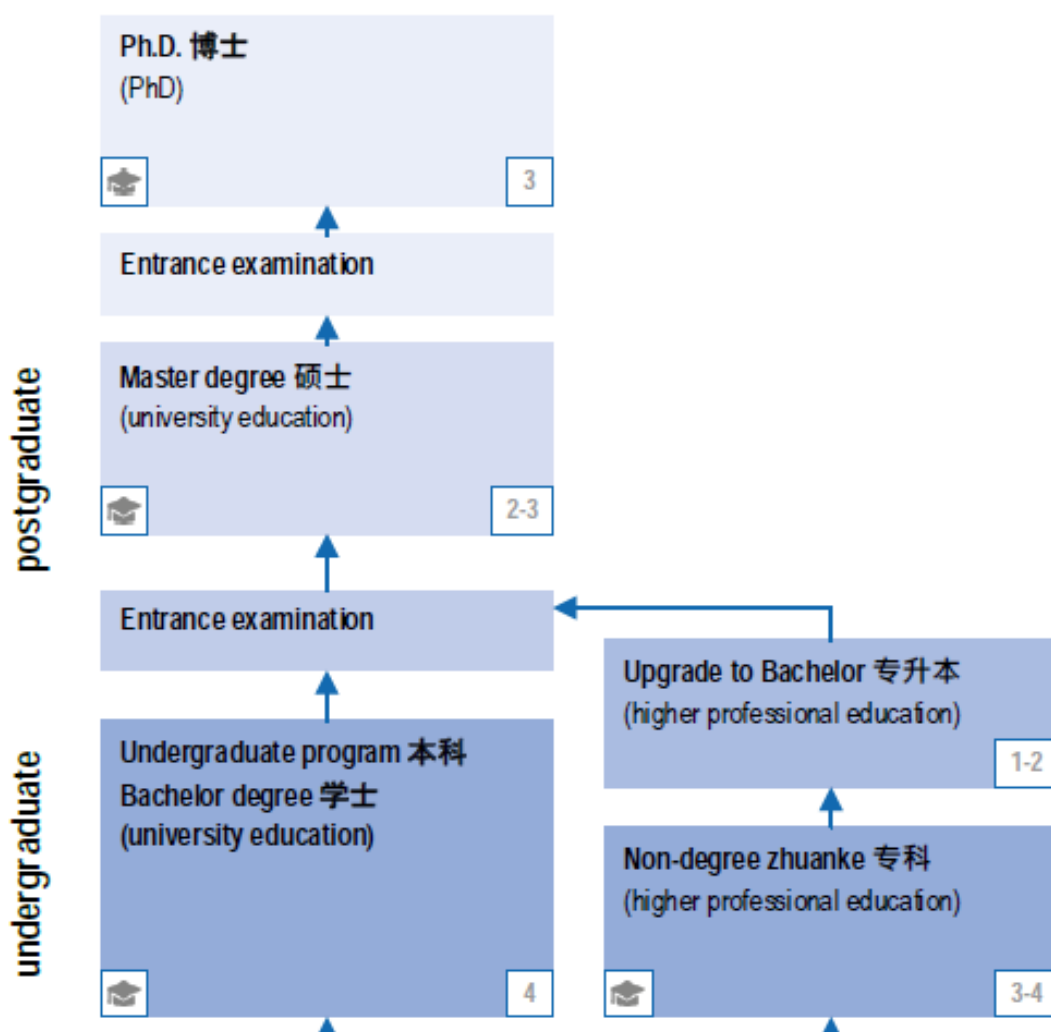 Ph.D. 博士
(PhD)
3
Entrance examination
postgraduate
Master degree 硕士
(university education)
2-3
Entrance examination
Upgrade to Bachelor 专升本
(higher professional education)
1-2
undergraduate
Undergraduate program 本科
Bachelor degree 学士
(university education)
4
Non-degree zhuanke 专科
(higher professional education)
3-4